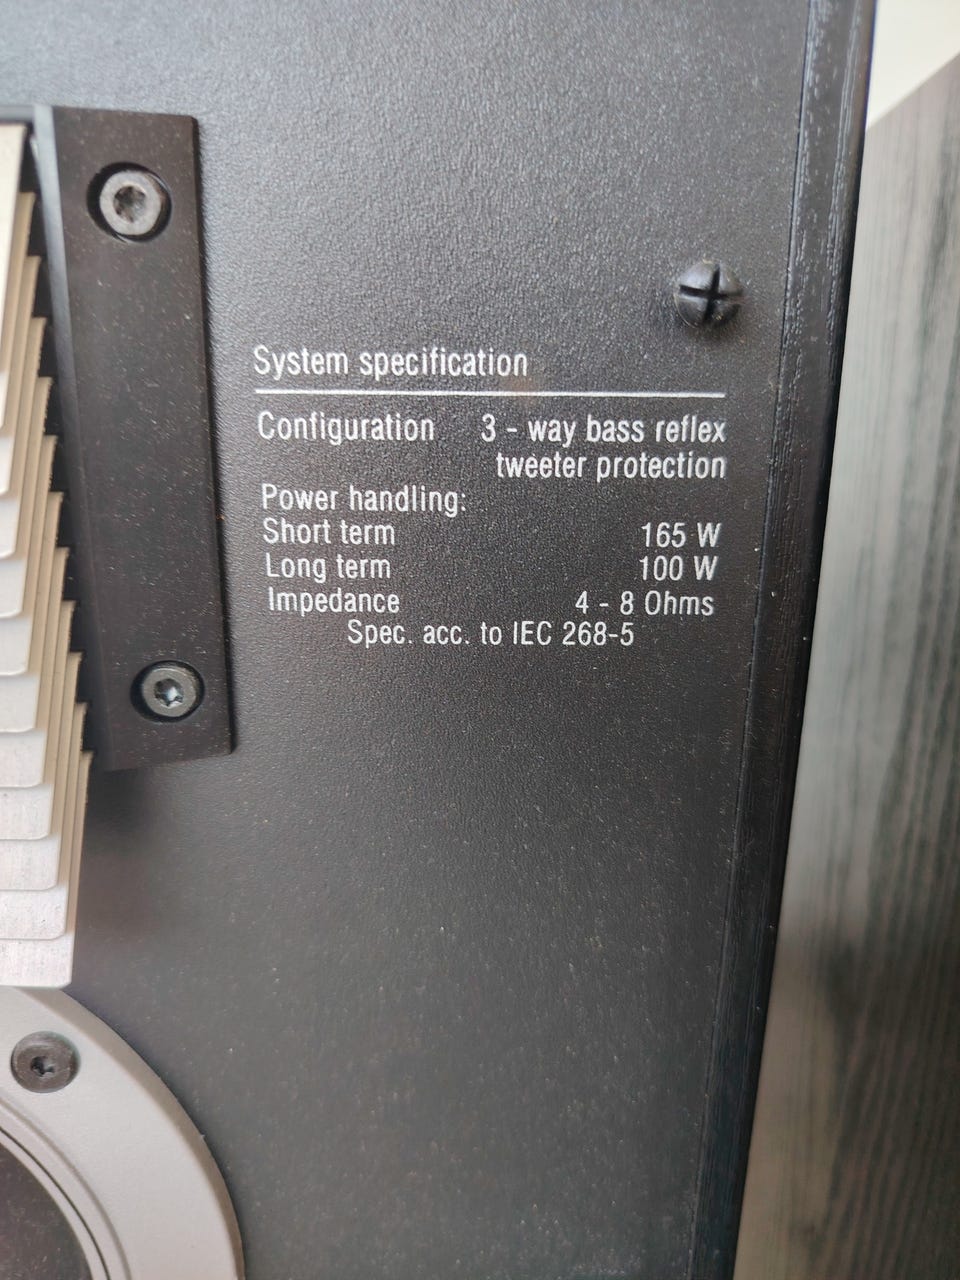 System specification
Configuration 3 - way bass reflex
tweeter protection
Power handling:
Short term 165 W
Long term 100 W
Impedance 4 - 8 Ohms
Spec. acc. to IEC 268-5